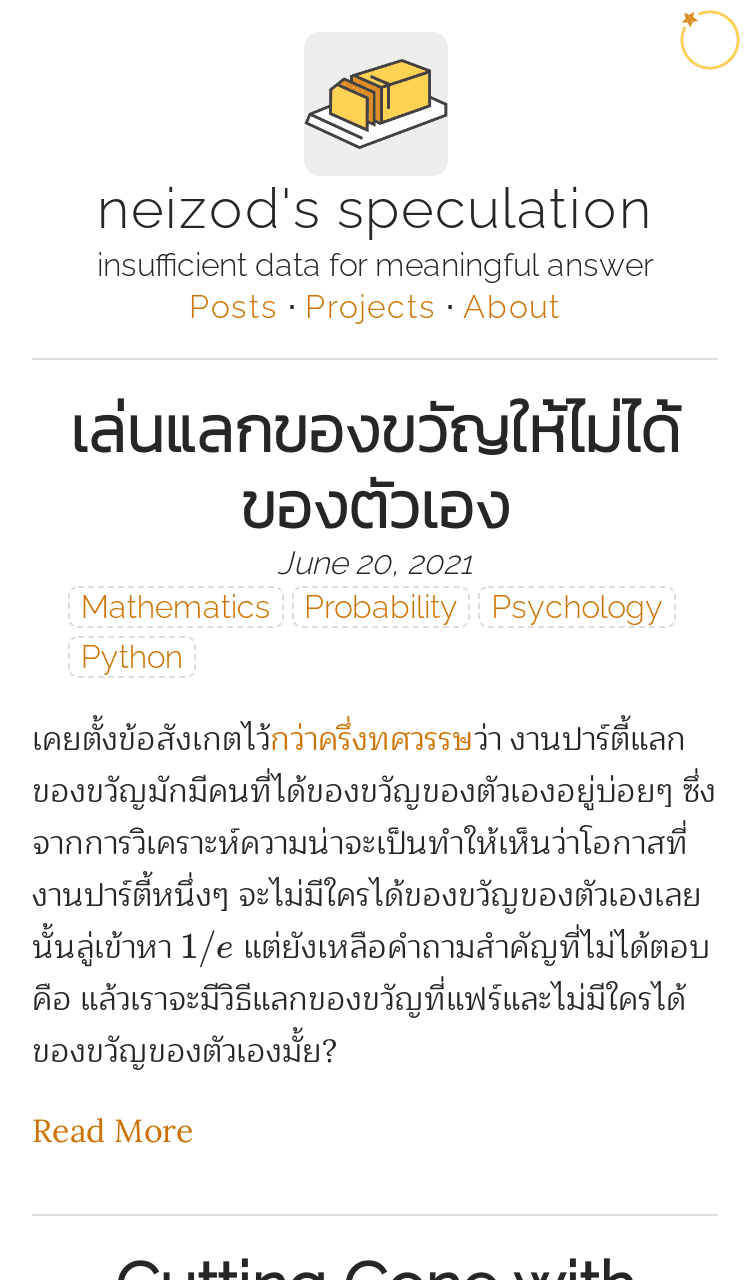 neizod's speculation
insufficient data for meaningful answer
Posts · Projects · About
เล่นแลกของขวัญให้ไม่ได้
ของตัวเอง
June 20, 2021
Mathematics Probability Psychology
Python
เคยตั้งข้อสังเกตไว้กว่าครึ่งทศวรรษว่า งานปาร์ตี้แลก
ของขวัญมักมีคนที่ได้ของขวัญของตัวเองอยู่บ่อยๆ ซึ่ง
จากการวิเคราะห์ความน่าจะเป็นทำให้เห็นว่าโอกาสที่
งานปาร์ตี้หนึ่งๆ จะไม่มีใครได้ของขวัญของตัวเองเลย
นั้นลู่เข้าหา 1/e แต่ยังเหลือคำถามสำคัญที่ไม่ได้ตอบ
คือ แล้วเราจะมีวิธีแลกของขวัญที่แฟร์และไม่มีใครได้
ของขวัญของตัวเองมั้ย?
Read More
Cutting Cone with